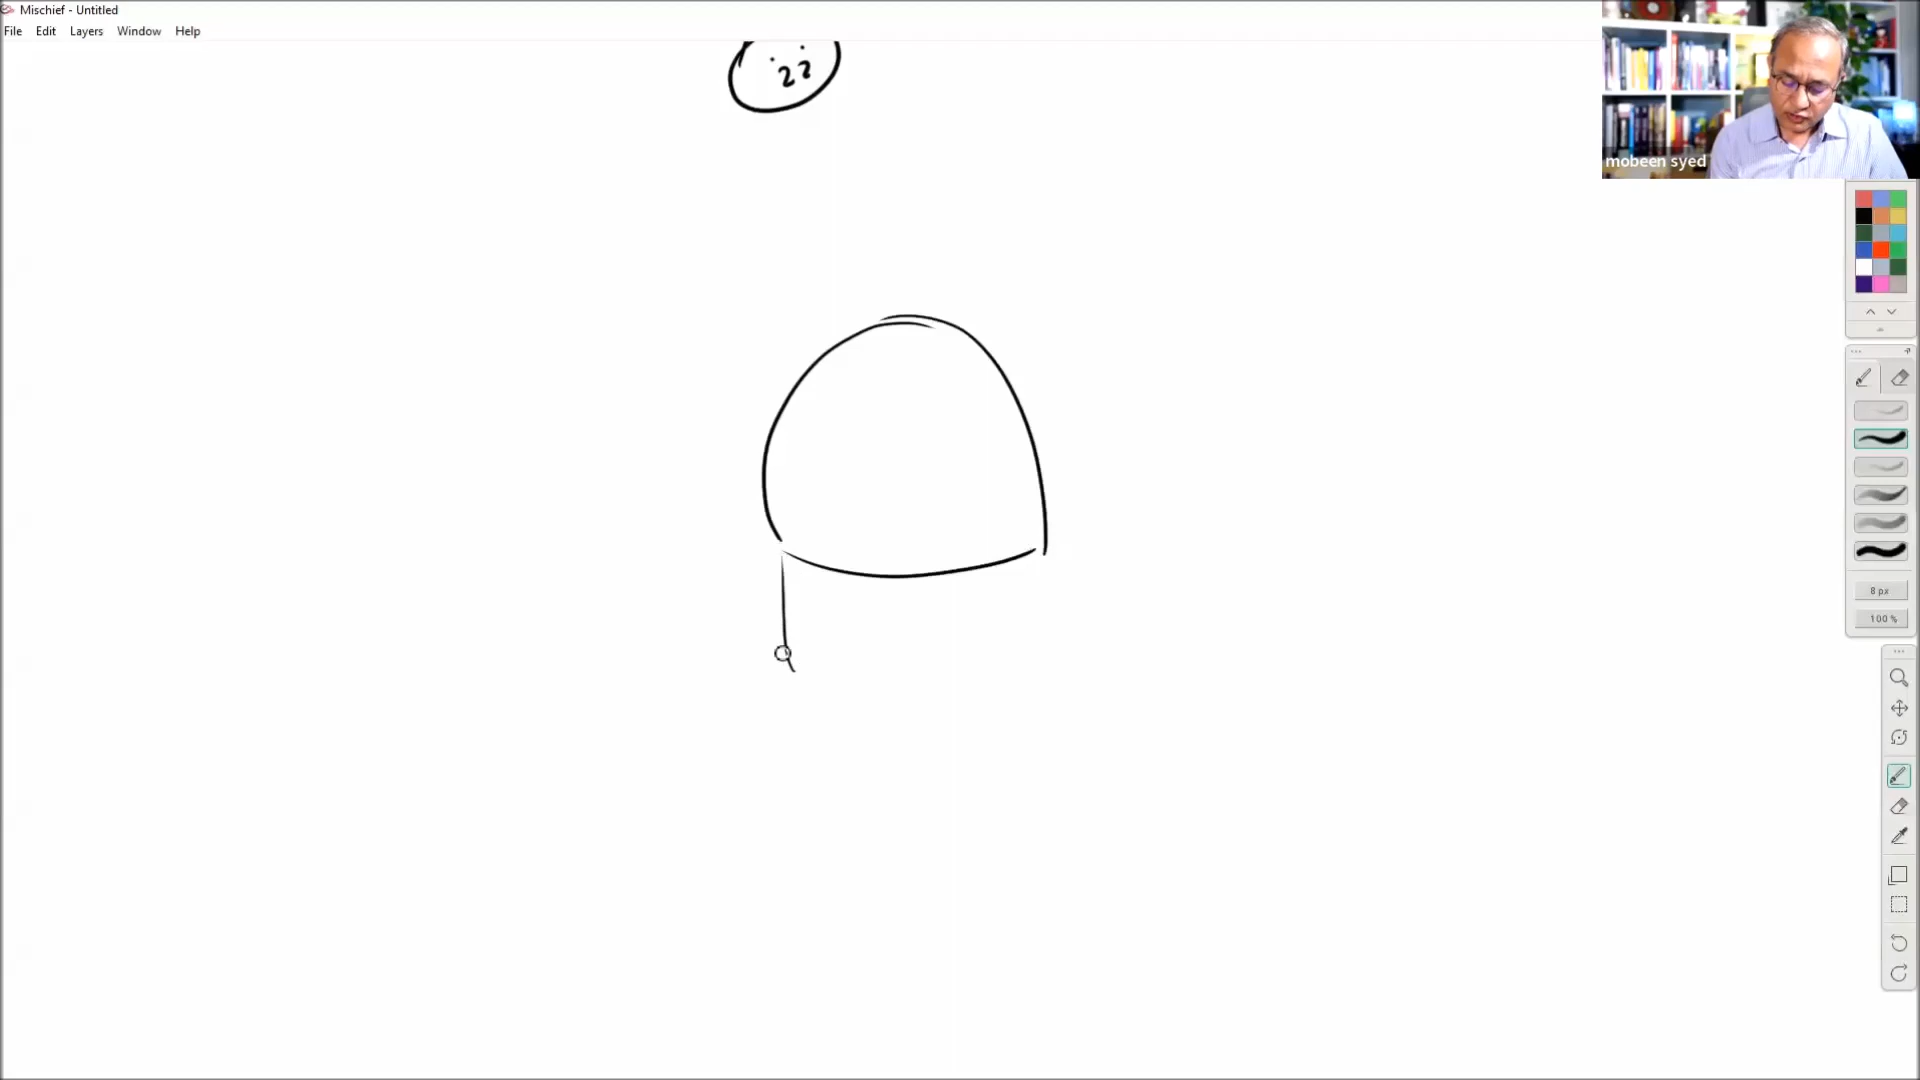 Mischief - Untitled
File Edit Layers Window Help
22
mobeen syed
8 px
100 %